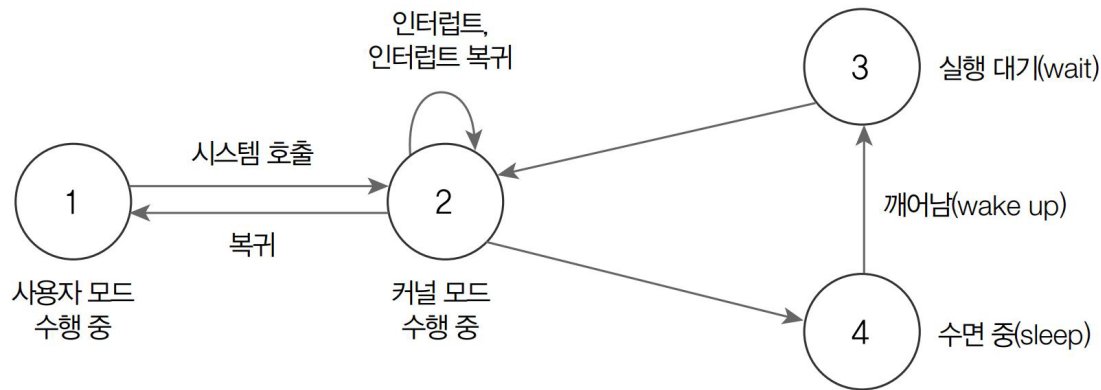 인터럽트,
인터럽트 복귀
3
실행 대기(wait)
시스템 호출
1
2
깨어남(wake up)
복귀
사용자 모드
수행 중
커널 모드
수행 중
4
수면 중(sleep)